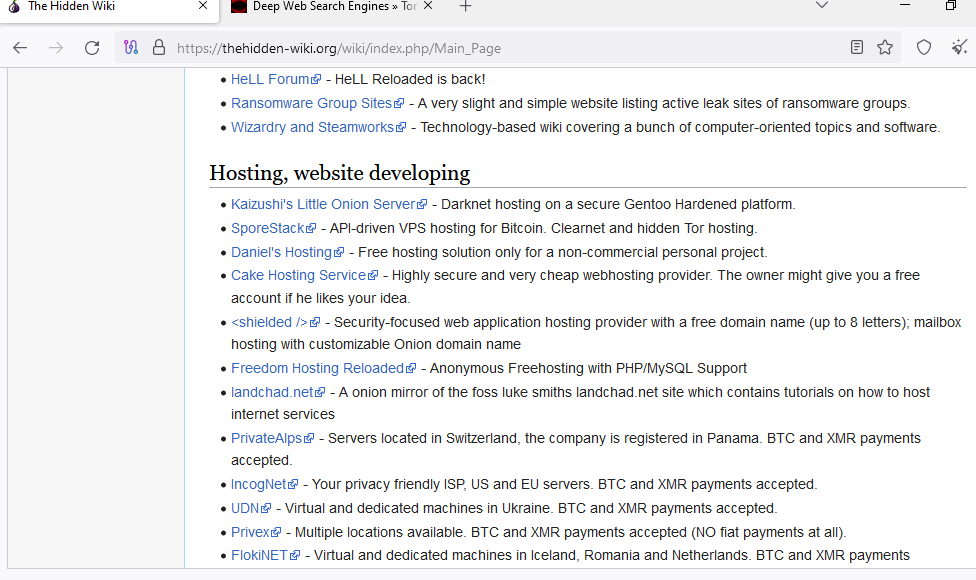 The Hidden Wiki
Deep Web Search Engines » Tor
https://thehidden-wiki.org/wiki/index.php/Main_Page
HeLL Forum - HeLL Reloaded is back!
Ransomware Group Sites - A very slight and simple website listing active leak sites of ransomware groups.
Wizardry and Steamworks - Technology-based wiki covering a bunch of computer-oriented topics and software.
Hosting, website developing
Kaizushi's Little Onion Server - Darknet hosting on a secure Gentoo Hardened platform.
SporeStack - API-driven VPS hosting for Bitcoin. Clearnet and hidden Tor hosting.
Daniel's Hosting - Free hosting solution only for a non-commercial personal project.
Cake Hosting Service - Highly secure and very cheap webhosting provider. The owner might give you a free
account if he likes your idea.
<shielded /> - Security-focused web application hosting provider with a free domain name (up to 8 letters); mailbox
hosting with customizable Onion domain name
Freedom Hosting Reloaded - Anonymous Freehosting with PHP/MySQL Support
landchad.net - A onion mirror of the foss luke smiths landchad.net site which contains tutorials on how to host
internet services
PrivateAlps - Servers located in Switzerland, the company is registered in Panama. BTC and XMR payments
accepted.
IncogNet - Your privacy friendly ISP, US and EU servers. BTC and XMR payments accepted.
UDN - Virtual and dedicated machines in Ukraine. BTC and XMR payments accepted.
Privex - Multiple locations available. BTC and XMR payments accepted (NO fiat payments at all).
FlokiNET - Virtual and dedicated machines in Iceland, Romania and Netherlands. BTC and XMR payments